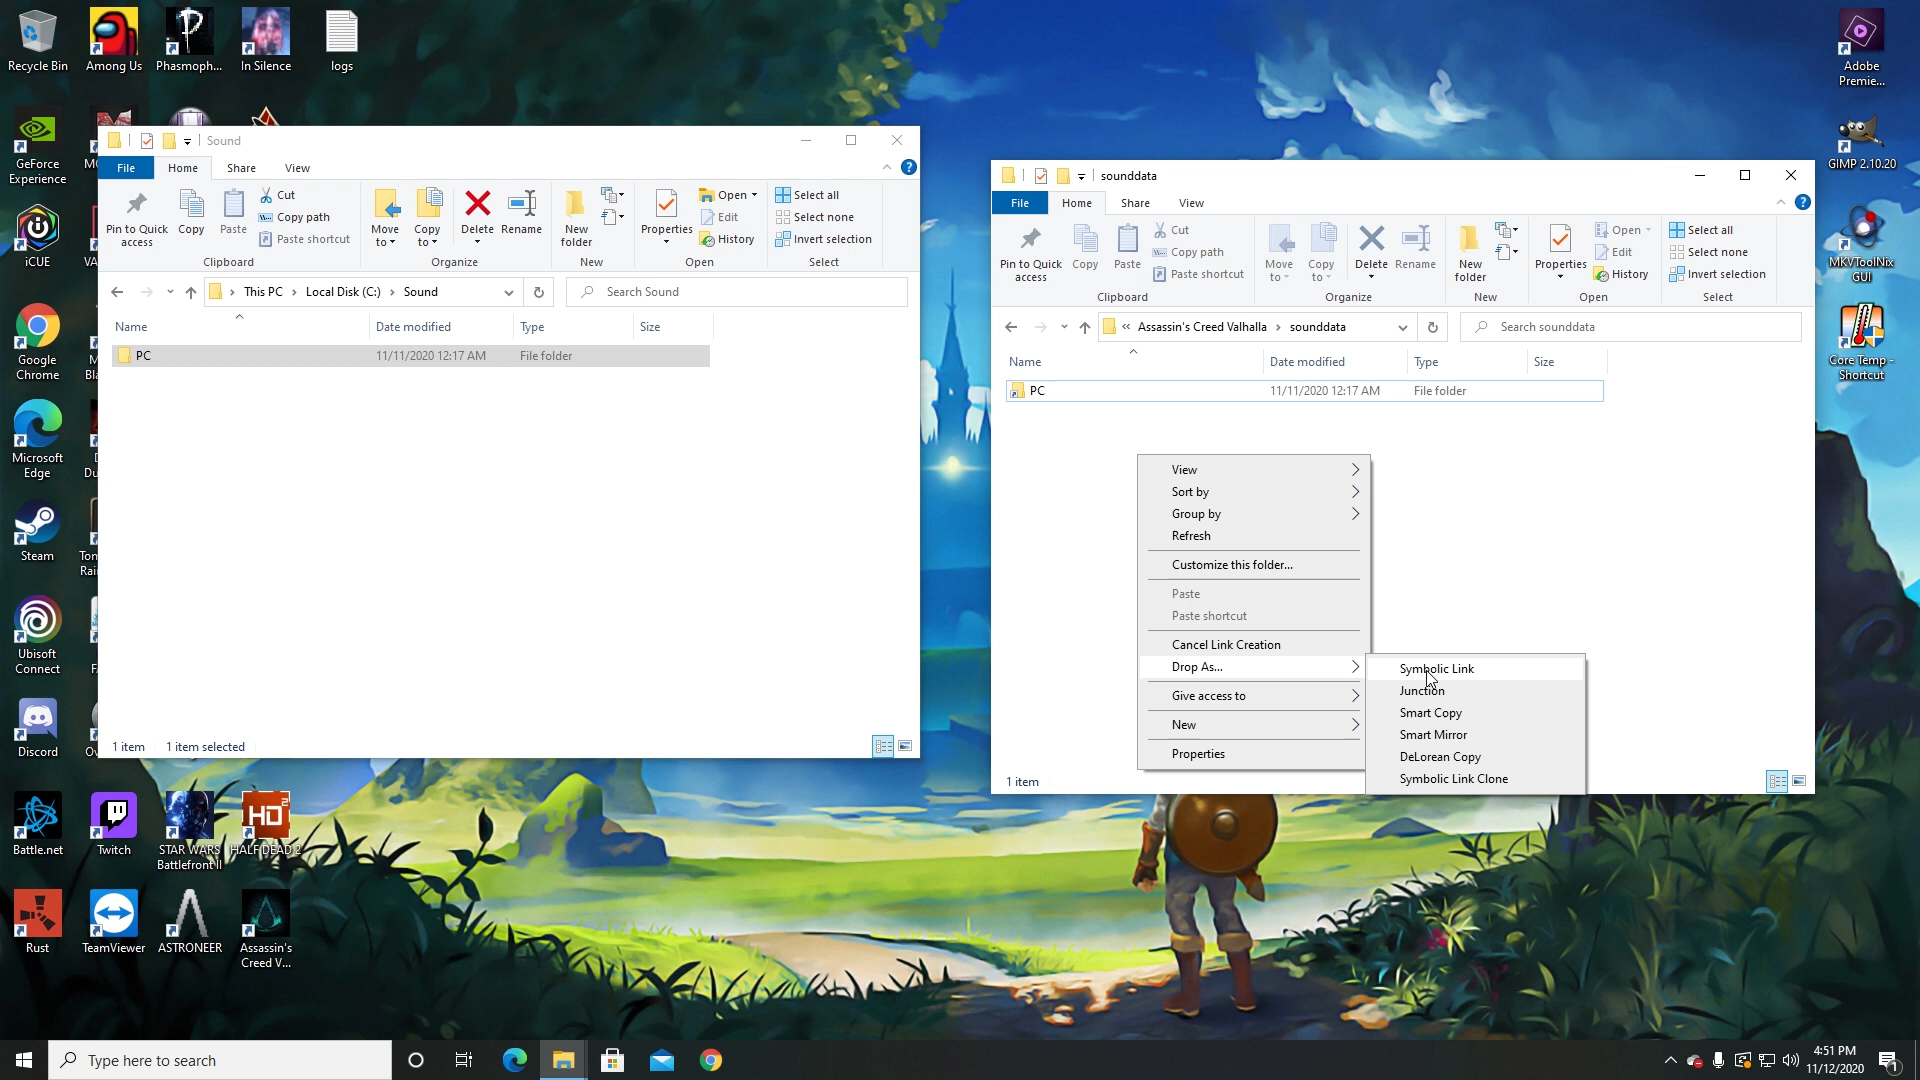 Recycle Bin
Among Us
Phasmoph...
In Silence
logs
GeForce
Experience
iCUE
Google
Chrome
Microsoft
Edge
Steam
Ubisoft
Connect
Discord
Battle.net
Twitch
STAR WARS
Battlefront II
HALF DEAD 2
Rust
TeamViewer
ASTRONEER
Assassin's
Creed V...
Adobe
Premie...
GIMP 2.10.20
MKVToolNix
GUI
Core Temp -
Shortcut
Sound
File
Home
Share
View
Pin to Quick
access
Copy
Paste
Cut
Copy path
Paste shortcut
Clipboard
Move
to
Copy
to
Delete
Rename
Organize
New
folder
New
Properties
Open
Edit
History
Open
Select all
Select none
Invert selection
Select
This PC > Local Disk (C:) > Sound
Search Sound
Name
Date modified
Type
Size
PC
11/11/2020 12:17 AM
File folder
1 item
1 item selected
sounddata
File
Home
Share
View
Pin to Quick
access
Copy
Paste
Cut
Copy path
Paste shortcut
Clipboard
Move
to
Copy
to
Delete
Rename
Organize
New
folder
New
Properties
Open
Edit
History
Open
Select all
Select none
Invert selection
Select
« Assassin's Creed Valhalla > sounddata
Search sounddata
Name
Date modified
Type
Size
PC
11/11/2020 12:17 AM
File folder
View
Sort by
Group by
Refresh
Customize this folder...
Paste
Paste shortcut
Cancel Link Creation
Drop As...
Give access to
New
Properties
Symbolic Link
Junction
Smart Copy
Smart Mirror
DeLorean Copy
Symbolic Link Clone
1 item
Type here to search
4:51 PM
11/12/2020
1